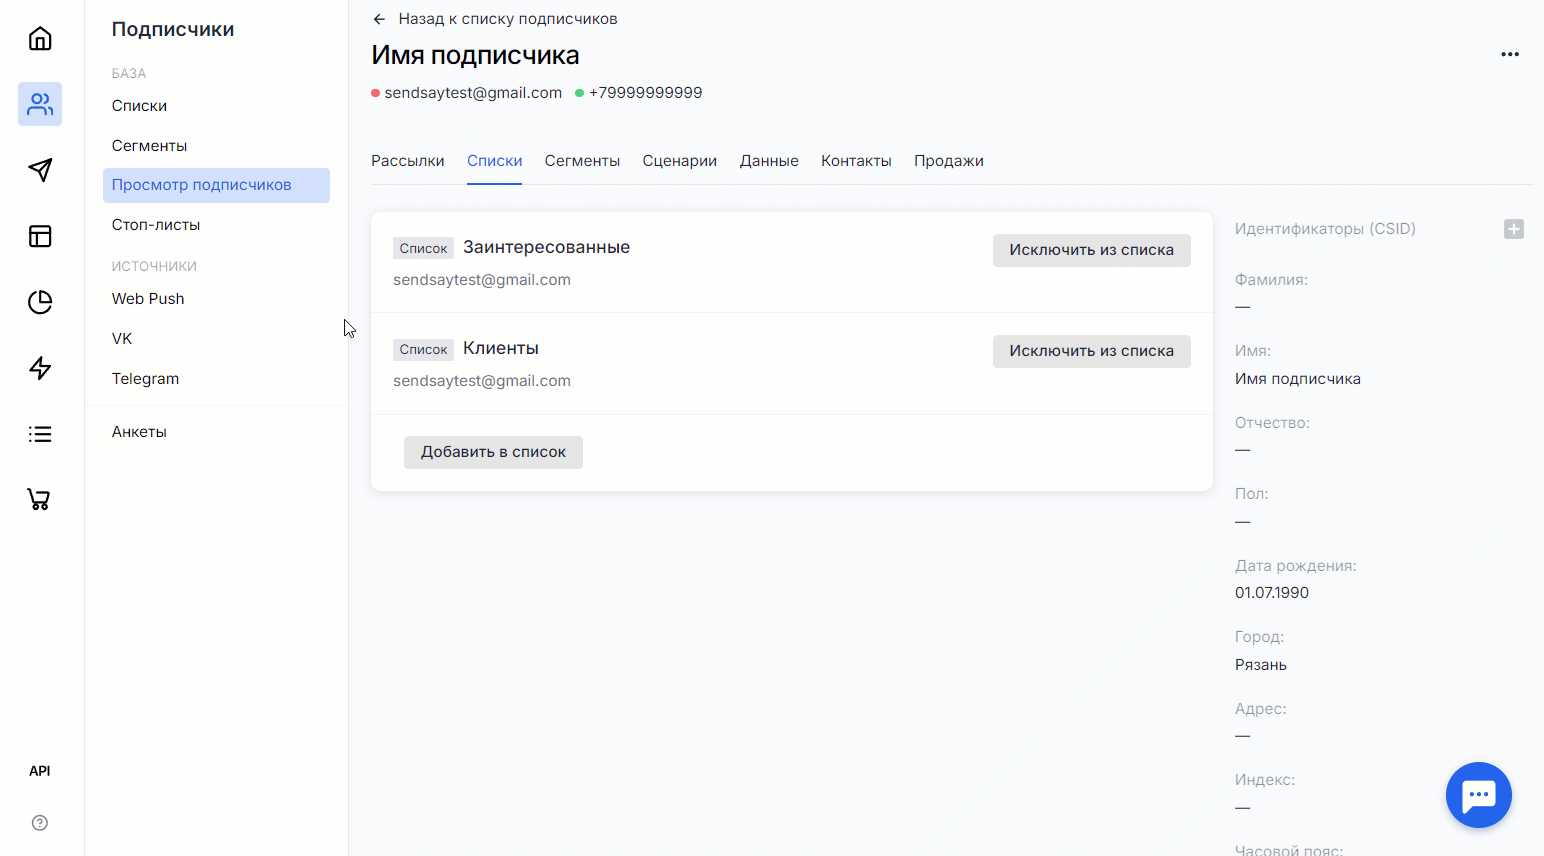 Подписчики
БАЗА
Списки
Сегменты
Просмотр подписчиков
Стоп-листы
ИСТОЧНИКИ
Web Push
VK
Telegram
Анкеты
API
Назад к списку подписчиков
Имя подписчика
sendsaytest@gmail.com +79999999999
Рассылки Списки Сегменты Сценарии Данные Контакты Продажи
Список Заинтересованные
Исключить из списка
sendsaytest@gmail.com
Список Клиенты
Исключить из списка
sendsaytest@gmail.com
Добавить в список
Идентификаторы (CSID)
Фамилия:
—
Имя:
Имя подписчика
Отчество:
—
Пол:
—
Дата рождения:
01.07.1990
Город:
Рязань
Адрес:
—
Индекс:
—
Часовой пояс: